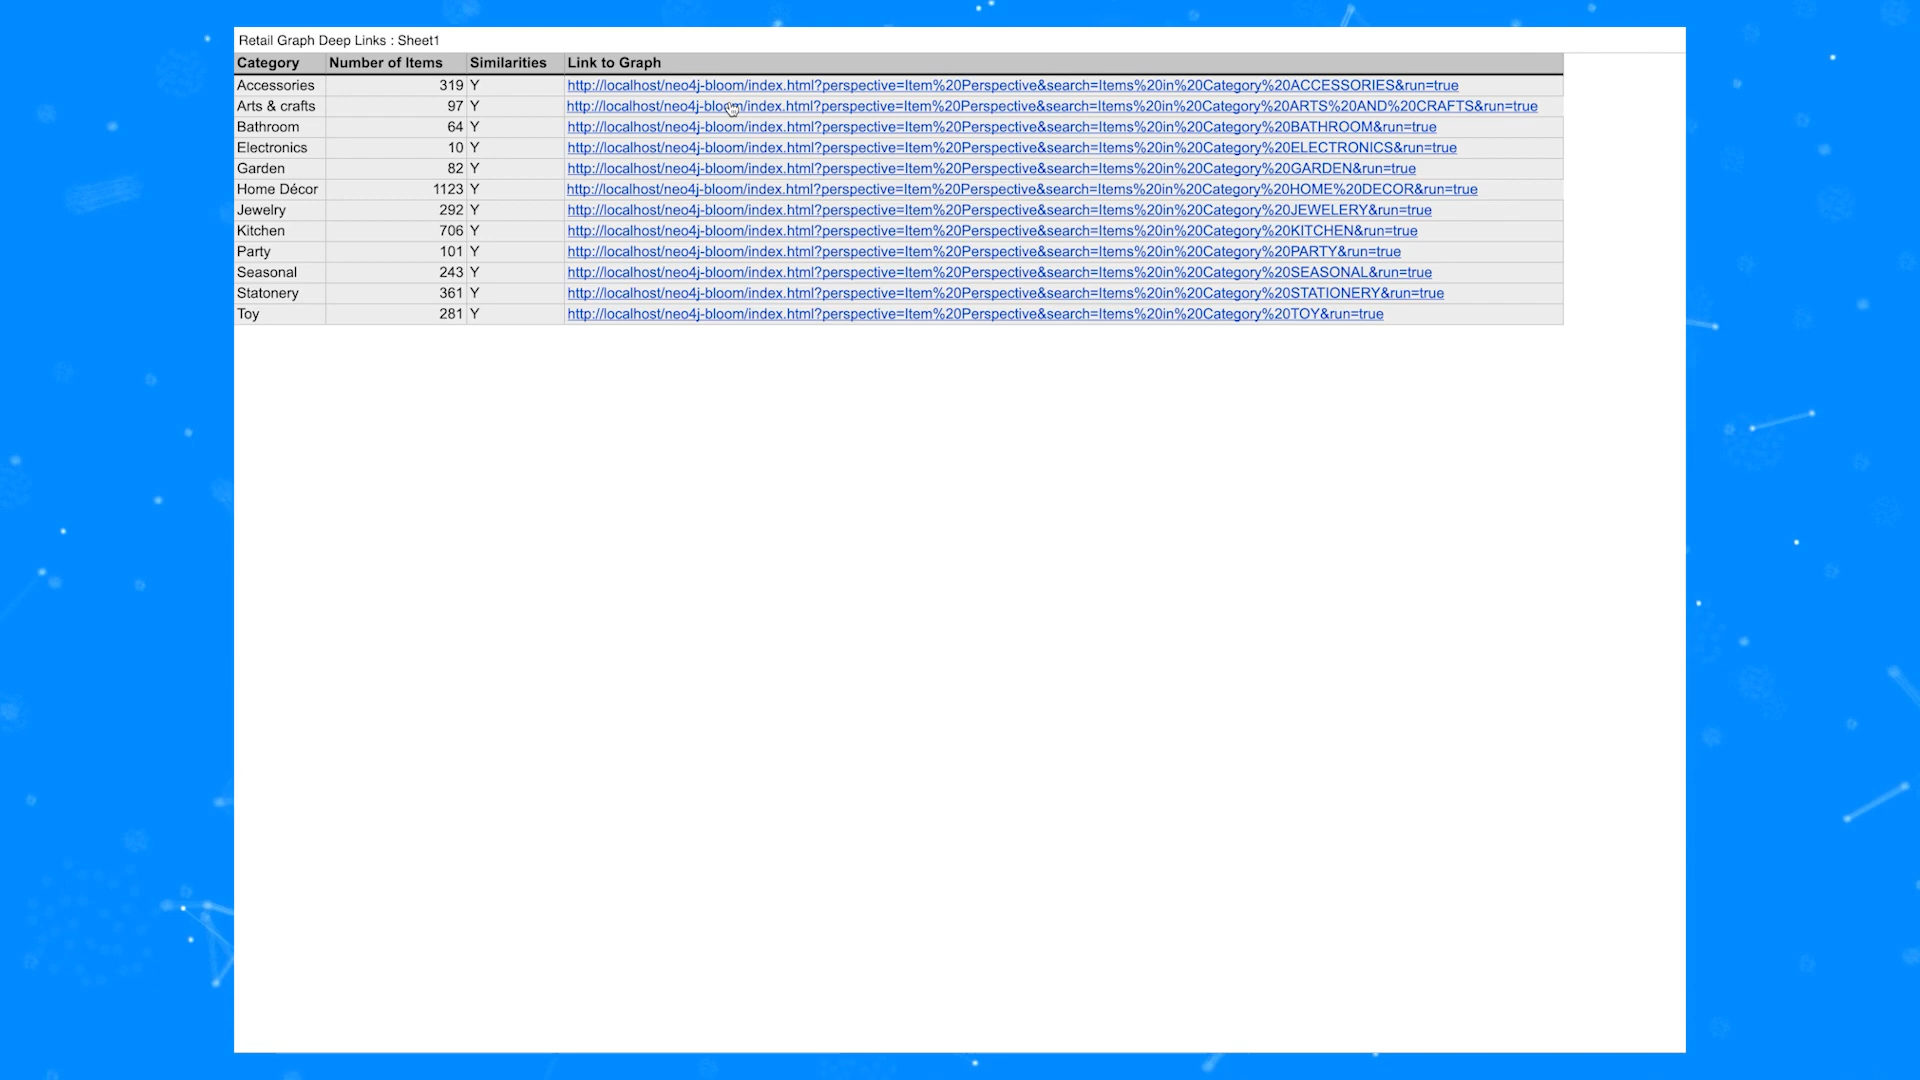 Retail Graph Deep Links : Sheet1
Category Number of Items Similarities Link to Graph
Accessories 319 Y http://localhost/neo4j-bloom/index.html?perspective=Item%20Perspective&search=Items%20in%20Category%20ACCESSORIES&run=true
Arts & crafts 97 Y http://localhost/neo4j-bloom/index.html?perspective=Item%20Perspective&search=Items%20in%20Category%20ARTS%20AND%20CRAFTS&run=true
Bathroom 64 Y http://localhost/neo4j-bloom/index.html?perspective=Item%20Perspective&search=Items%20in%20Category%20BATHROOM&run=true
Electronics 10 Y http://localhost/neo4j-bloom/index.html?perspective=Item%20Perspective&search=Items%20in%20Category%20ELECTRONICS&run=true
Garden 82 Y http://localhost/neo4j-bloom/index.html?perspective=Item%20Perspective&search=Items%20in%20Category%20GARDEN&run=true
Home Décor 1123 Y http://localhost/neo4j-bloom/index.html?perspective=Item%20Perspective&search=Items%20in%20Category%20HOME%20DECOR&run=true
Jewelry 292 Y http://localhost/neo4j-bloom/index.html?perspective=Item%20Perspective&search=Items%20in%20Category%20JEWELERY&run=true
Kitchen 706 Y http://localhost/neo4j-bloom/index.html?perspective=Item%20Perspective&search=Items%20in%20Category%20KITCHEN&run=true
Party 101 Y http://localhost/neo4j-bloom/index.html?perspective=Item%20Perspective&search=Items%20in%20Category%20PARTY&run=true
Seasonal 243 Y http://localhost/neo4j-bloom/index.html?perspective=Item%20Perspective&search=Items%20in%20Category%20SEASONAL&run=true
Statonery 361 Y http://localhost/neo4j-bloom/index.html?perspective=Item%20Perspective&search=Items%20in%20Category%20STATIONERY&run=true
Toy 281 Y http://localhost/neo4j-bloom/index.html?perspective=Item%20Perspective&search=Items%20in%20Category%20TOY&run=true